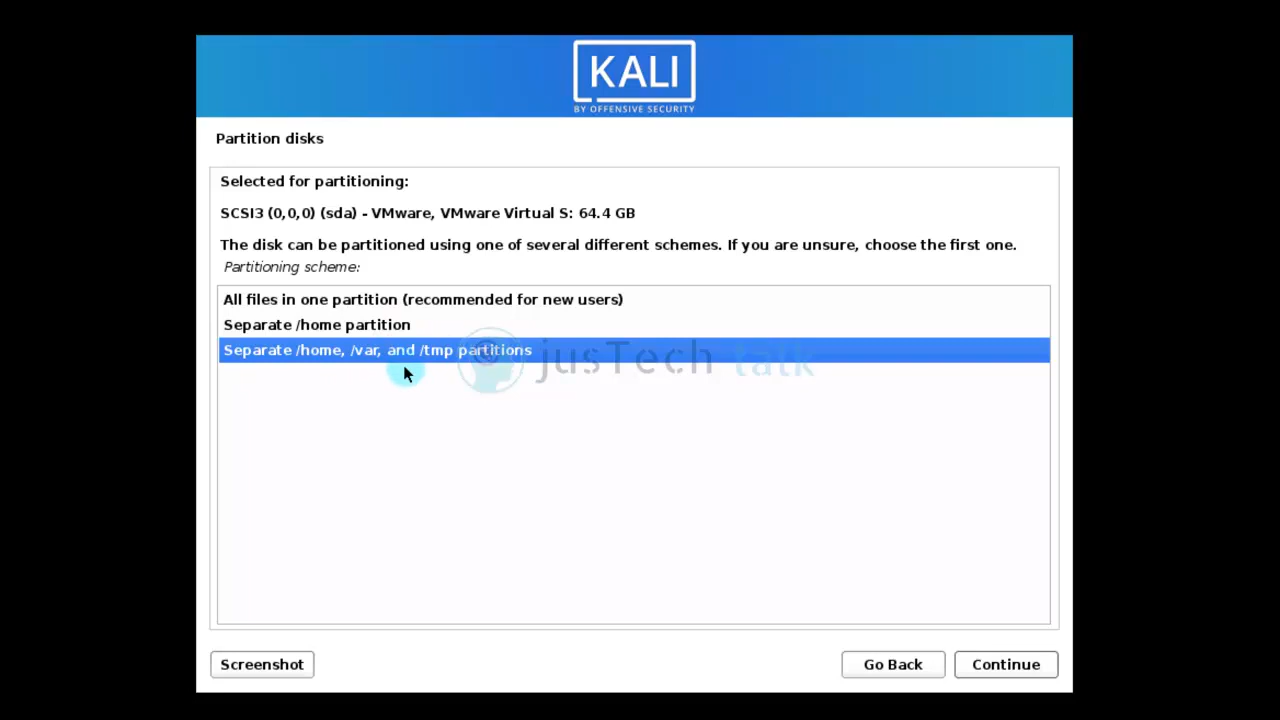 KALI
BY OFFENSIVE SECURITY
Partition disks
Selected for partitioning:
SCSI3 (0,0,0) (sda) - VMware, VMware Virtual S: 64.4 GB
The disk can be partitioned using one of several different schemes. If you are unsure, choose the first one.
Partitioning scheme:
All files in one partition (recommended for new users)
Separate /home partition
Separate /home, /var, and /tmp partitions
jusTech talk
Screenshot
Go Back
Continue